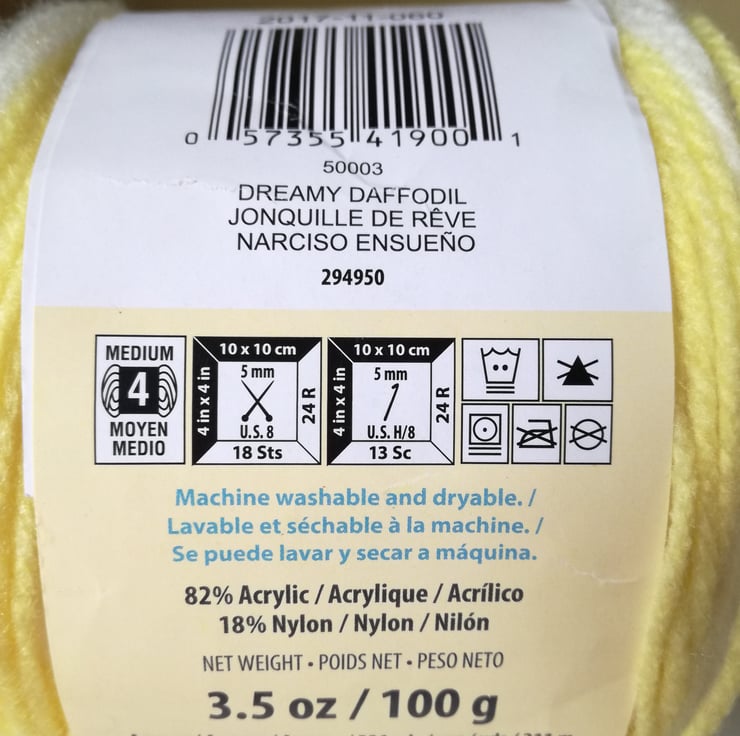 2017-11-060
0 57355 41900 1
50003
DREAMY DAFFODIL
JONQUILLE DE RÊVE
NARCISO ENSUEÑO
294950
MEDIUM
4
MOYEN
MEDIO
10 x 10 cm
4 in x 4 in
5 mm
U.S. 8
24 R
18 Sts
10 x 10 cm
4 in x 4 in
5 mm
U.S. H/8
24 R
13 Sc
Machine washable and dryable. /
Lavable et séchable à la machine. /
Se puede lavar y secar a máquina.
82% Acrylic / Acrylique / Acrílico
18% Nylon / Nylon / Nilón
NET WEIGHT • POIDS NET • PESO NETO
3.5 oz / 100 g